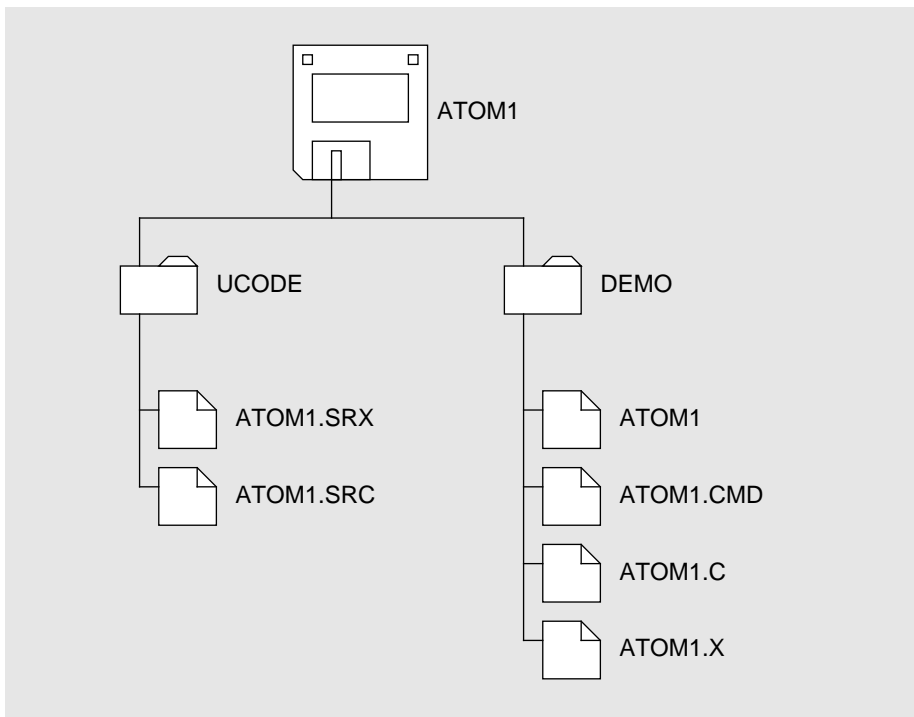 ATOM1
UCODE
DEMO
ATOM1.SRX
ATOM1
ATOM1.SRC
ATOM1.CMD
ATOM1.C
ATOM1.X